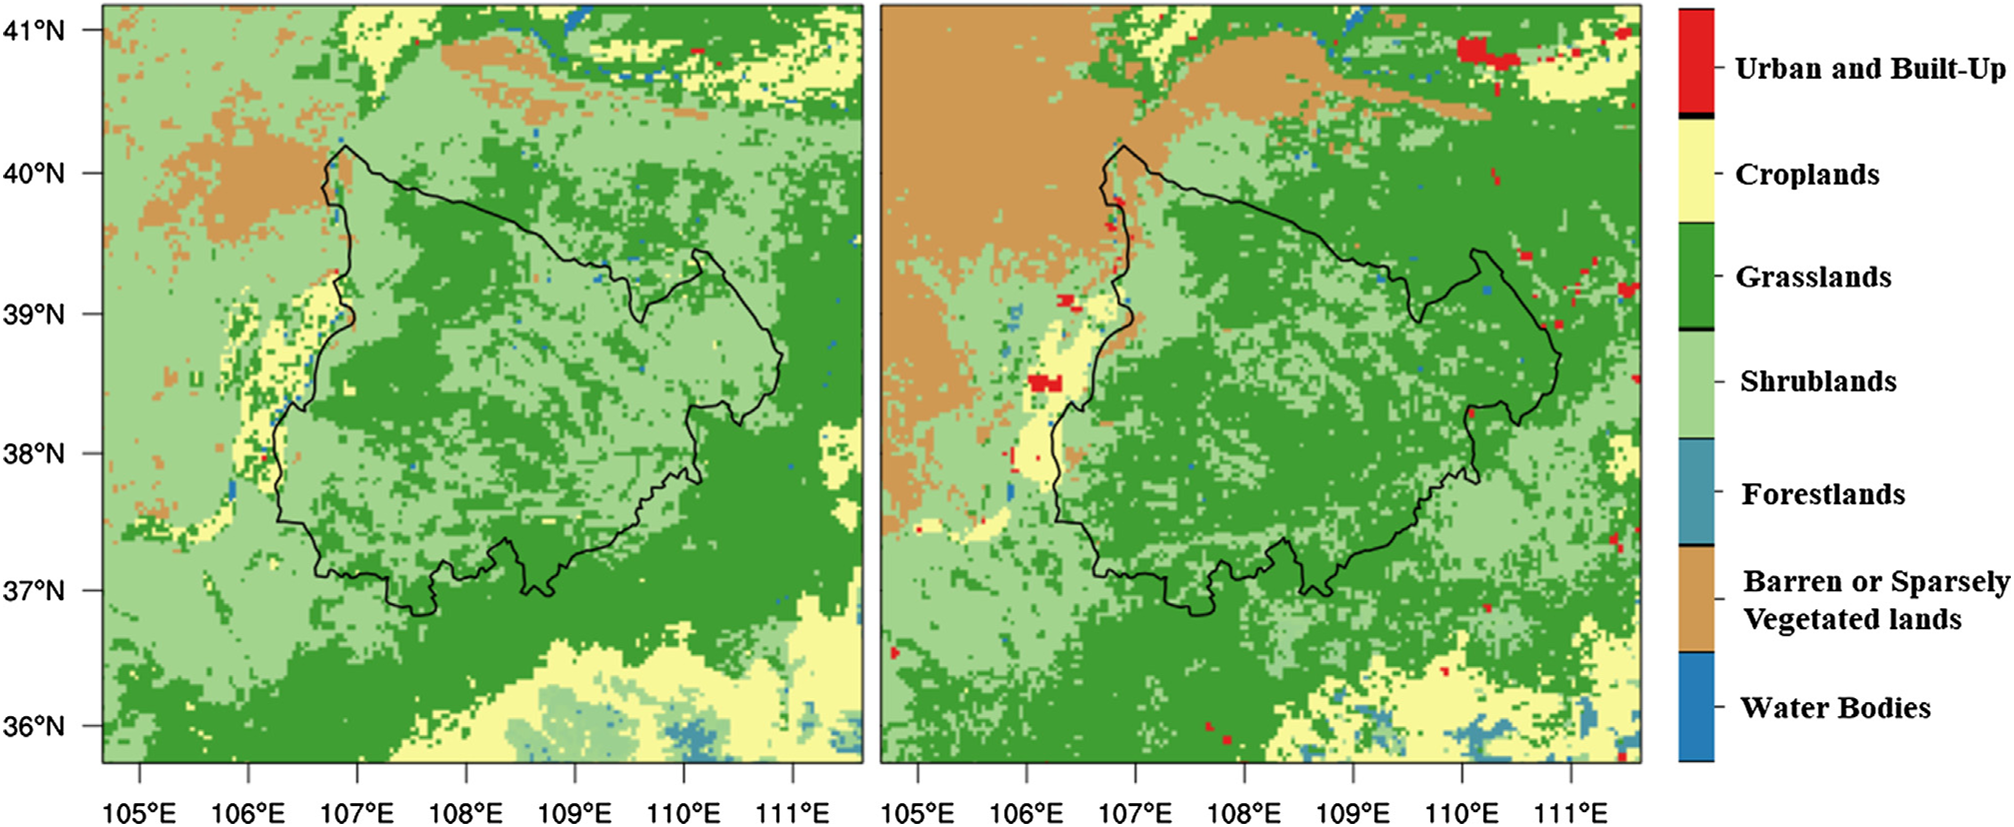 41°N
40°N
39°N
38°N
37°N
36°N
105°E 106°E 107°E 108°E 109°E 110°E 111°E
105°E 106°E 107°E 108°E 109°E 110°E 111°E
Urban and Built-Up
Croplands
Grasslands
Shrublands
Forestlands
Barren or Sparsely
Vegetated lands
Water Bodies